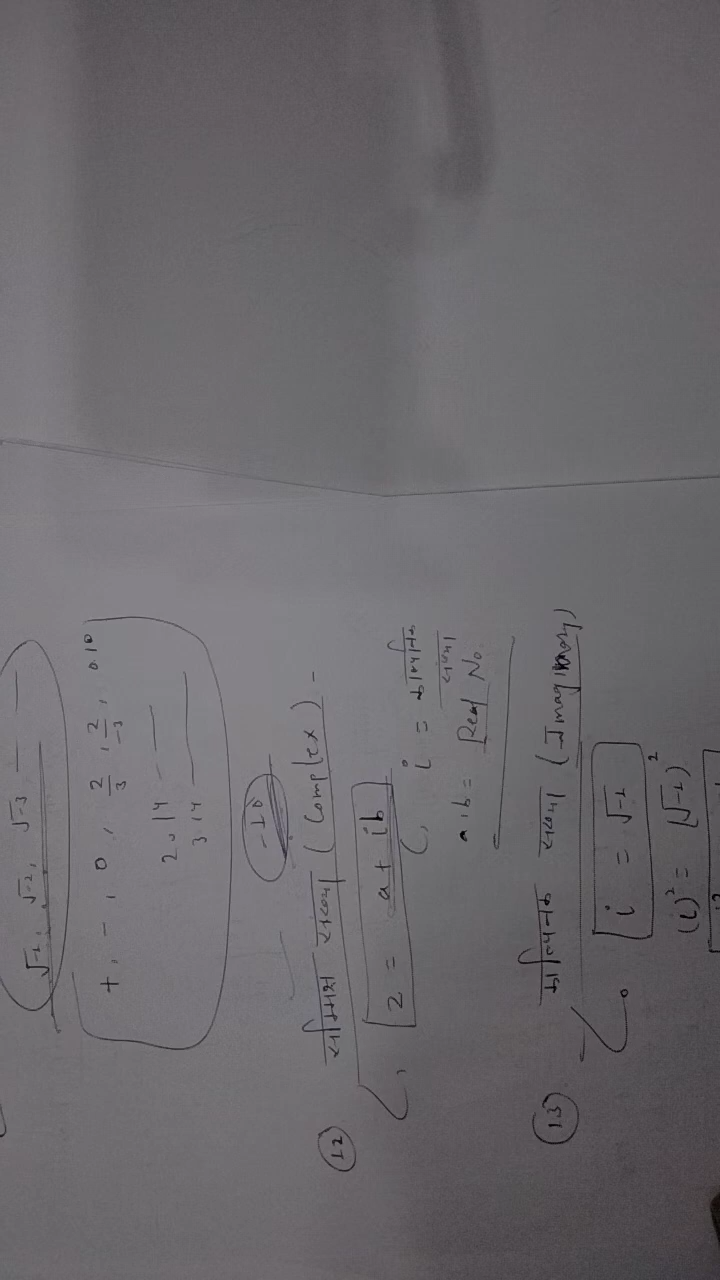 √-1, √-2, √-3 — —
+, -, 0, 2/3, 2/-3, 0.10
2.14 - —
3.14 ——
-10
(12) सम्मिश्र संख्या (Complex) -
z = a + ib
i = काल्पनिक संख्या
a, b = Real No.
(13) काल्पनिक संख्या (Imaginary)
i = √-1
(i)² = (√-1)²